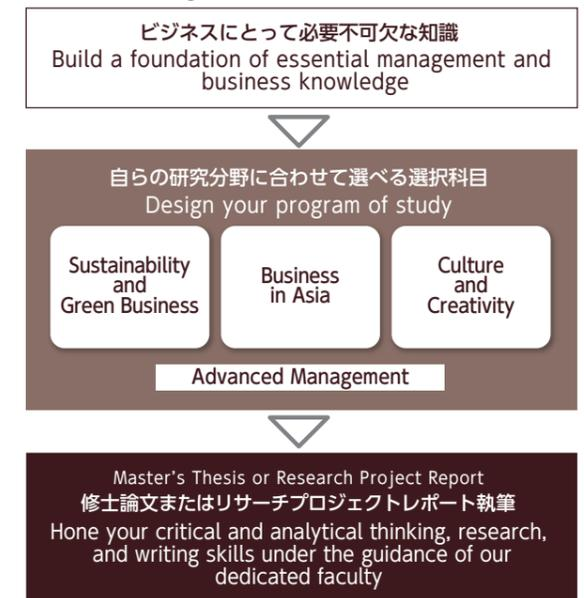 ビジネスにとって必要不可欠な知識
Build a foundation of essential management and
business knowledge
自らの研究分野に合わせて選べる選択科目
Design your program of study
Sustainability
and
Green Business
Business
in Asia
Culture
and
Creativity
Advanced Management
Master's Thesis or Research Project Report
修士論文またはリサーチプロジェクトレポート執筆
Hone your critical and analytical thinking, research,
and writing skills under the guidance of our
dedicated faculty